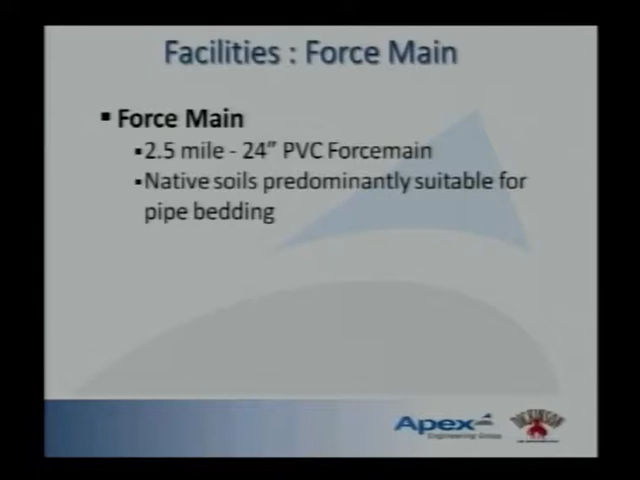 Facilities : Force Main
▪ Force Main
▪2.5 mile - 24” PVC Forcemain
▪Native soils predominantly suitable for
pipe bedding
Apex
Engineering Group
DICKINSON